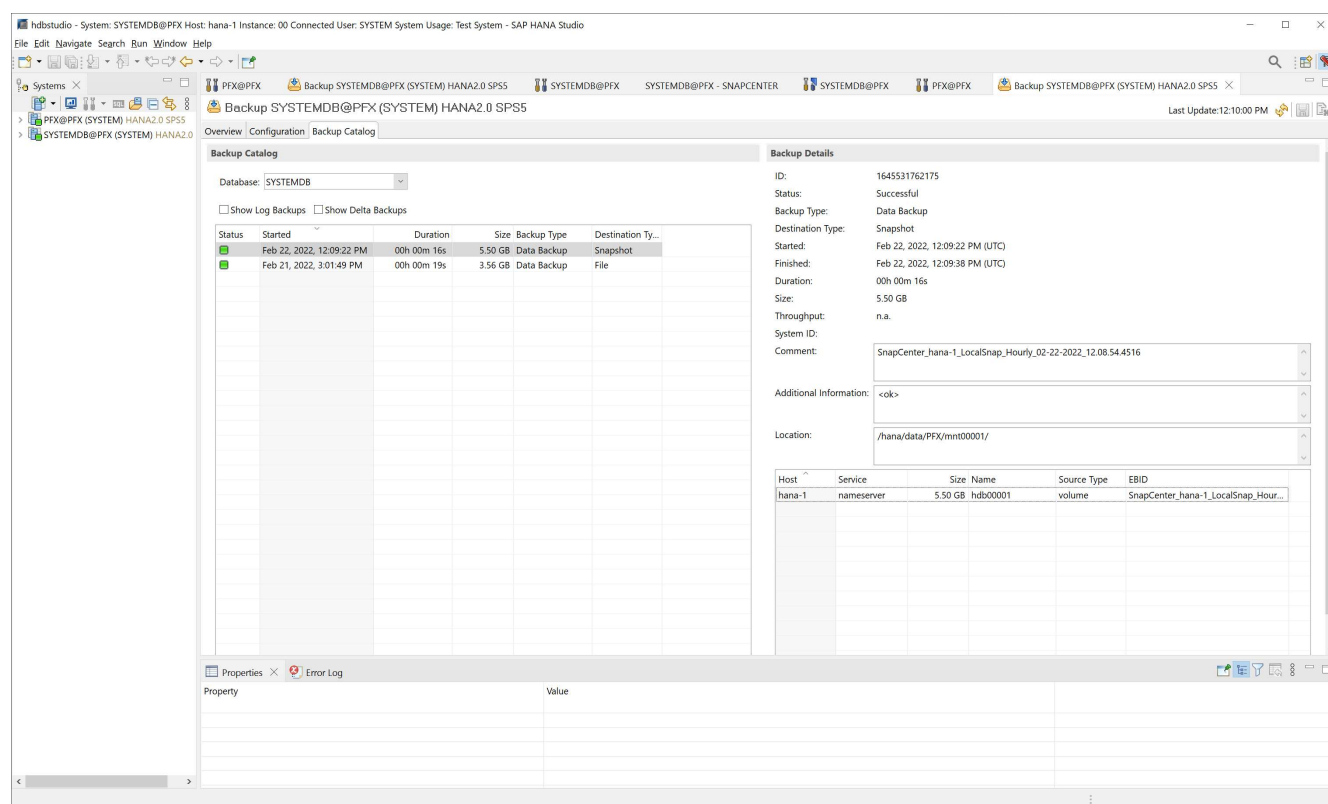 hdbstudio - System: SYSTEMDB@PFX Host: hana-1 Instance: 00 Connected User: SYSTEM System Usage: Test System - SAP HANA Studio
File Edit Navigate Search Run Window Help
Systems
PFX@PFX
Backup SYSTEMDB@PFX (SYSTEM) HANA2.0 SPS5
SYSTEMDB@PFX
SYSTEMDB@PFX - SNAPCENTER
SYSTEMDB@PFX
PFX@PFX
Backup SYSTEMDB@PFX (SYSTEM) HANA2.0 SPS5
PFX@PFX (SYSTEM) HANA2.0 SPS5
SYSTEMDB@PFX (SYSTEM) HANA2.0
Backup SYSTEMDB@PFX (SYSTEM) HANA2.0 SPS5
Last Update:12:10:00 PM
Overview Configuration Backup Catalog
Backup Catalog
Database: SYSTEMDB
Show Log Backups Show Delta Backups
Status Started Duration Size Backup Type Destination Ty...
Feb 22, 2022, 12:09:22 PM 00h 00m 16s 5.50 GB Data Backup Snapshot
Feb 21, 2022, 3:01:49 PM 00h 00m 19s 3.56 GB Data Backup File
Backup Details
ID: 1645531762175
Status: Successful
Backup Type: Data Backup
Destination Type: Snapshot
Started: Feb 22, 2022, 12:09:22 PM (UTC)
Finished: Feb 22, 2022, 12:09:38 PM (UTC)
Duration: 00h 00m 16s
Size: 5.50 GB
Throughput: n.a.
System ID:
Comment: SnapCenter_hana-1_LocalSnap_Hourly_02-22-2022_12.08.54.4516
Additional Information: <ok>
Location: /hana/data/PFX/mnt00001/
Host Service Size Name Source Type EBID
hana-1 nameserver 5.50 GB hdb00001 volume SnapCenter_hana-1_LocalSnap_Hour...
Properties Error Log
Property Value